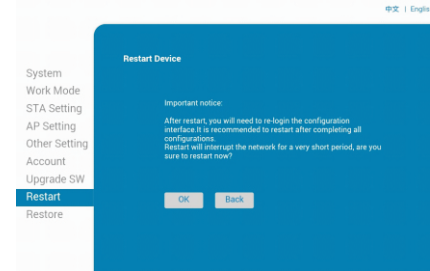 中文 | Englis
Restart Device
System
Work Mode
STA Setting
AP Setting
Other Setting
Account
Upgrade SW
Restart
Restore
Important notice:
After restart, you will need to re-login the configuration
interface.It is recommended to restart after completing all
configurations.
Restart will interrupt the network for a very short period, are you
sure to restart now?
OK
Back